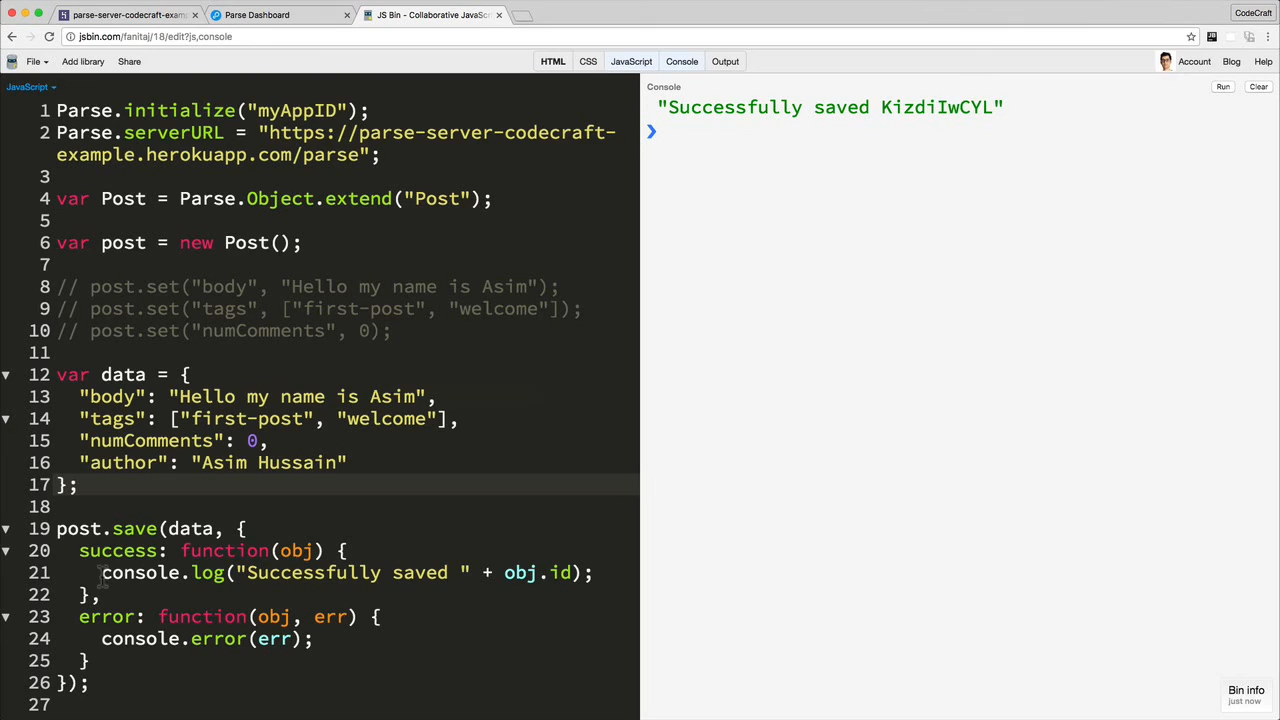 parse-server-codecraft-exam
Parse Dashboard
JS Bin - Collaborative JavaSc
CodeCraft
jsbin.com/fanitaj/18/edit?js,console
File
Add library
Share
HTML
CSS
JavaScript
Console
Output
Account
Blog
Help
JavaScript
Console
Run
Clear
1 Parse.initialize("myAppID");
2 Parse.serverURL = "https://parse-server-codecraft-
example.herokuapp.com/parse";
3
4 var Post = Parse.Object.extend("Post");
5
6 var post = new Post();
7
8 // post.set("body", "Hello my name is Asim");
9 // post.set("tags", ["first-post", "welcome"]);
10 // post.set("numComments", 0);
11
12 var data = {
13 "body": "Hello my name is Asim",
14 "tags": ["first-post", "welcome"],
15 "numComments": 0,
16 "author": "Asim Hussain"
17 };
18
19 post.save(data, {
20 success: function(obj) {
21 console.log("Successfully saved " + obj.id);
22 },
23 error: function(obj, err) {
24 console.error(err);
25 }
26 });
27
"Successfully saved KizdiIwCYL"
Bin info
just now